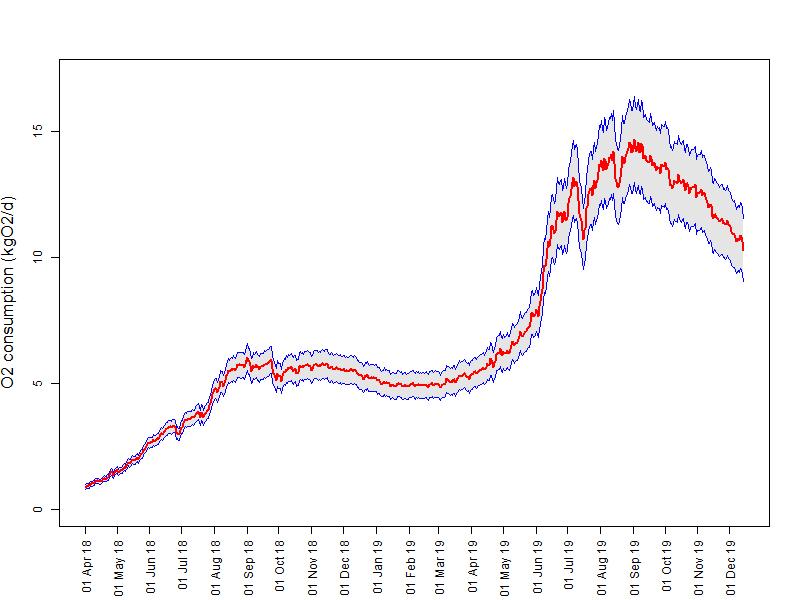 O2 consumption (kgO2/d)
15
10
5
0
01 Apr 18
01 May 18
01 Jun 18
01 Jul 18
01 Aug 18
01 Sep 18
01 Oct 18
01 Nov 18
01 Dec 18
01 Jan 19
01 Feb 19
01 Mar 19
01 Apr 19
01 May 19
01 Jun 19
01 Jul 19
01 Aug 19
01 Sep 19
01 Oct 19
01 Nov 19
01 Dec 19